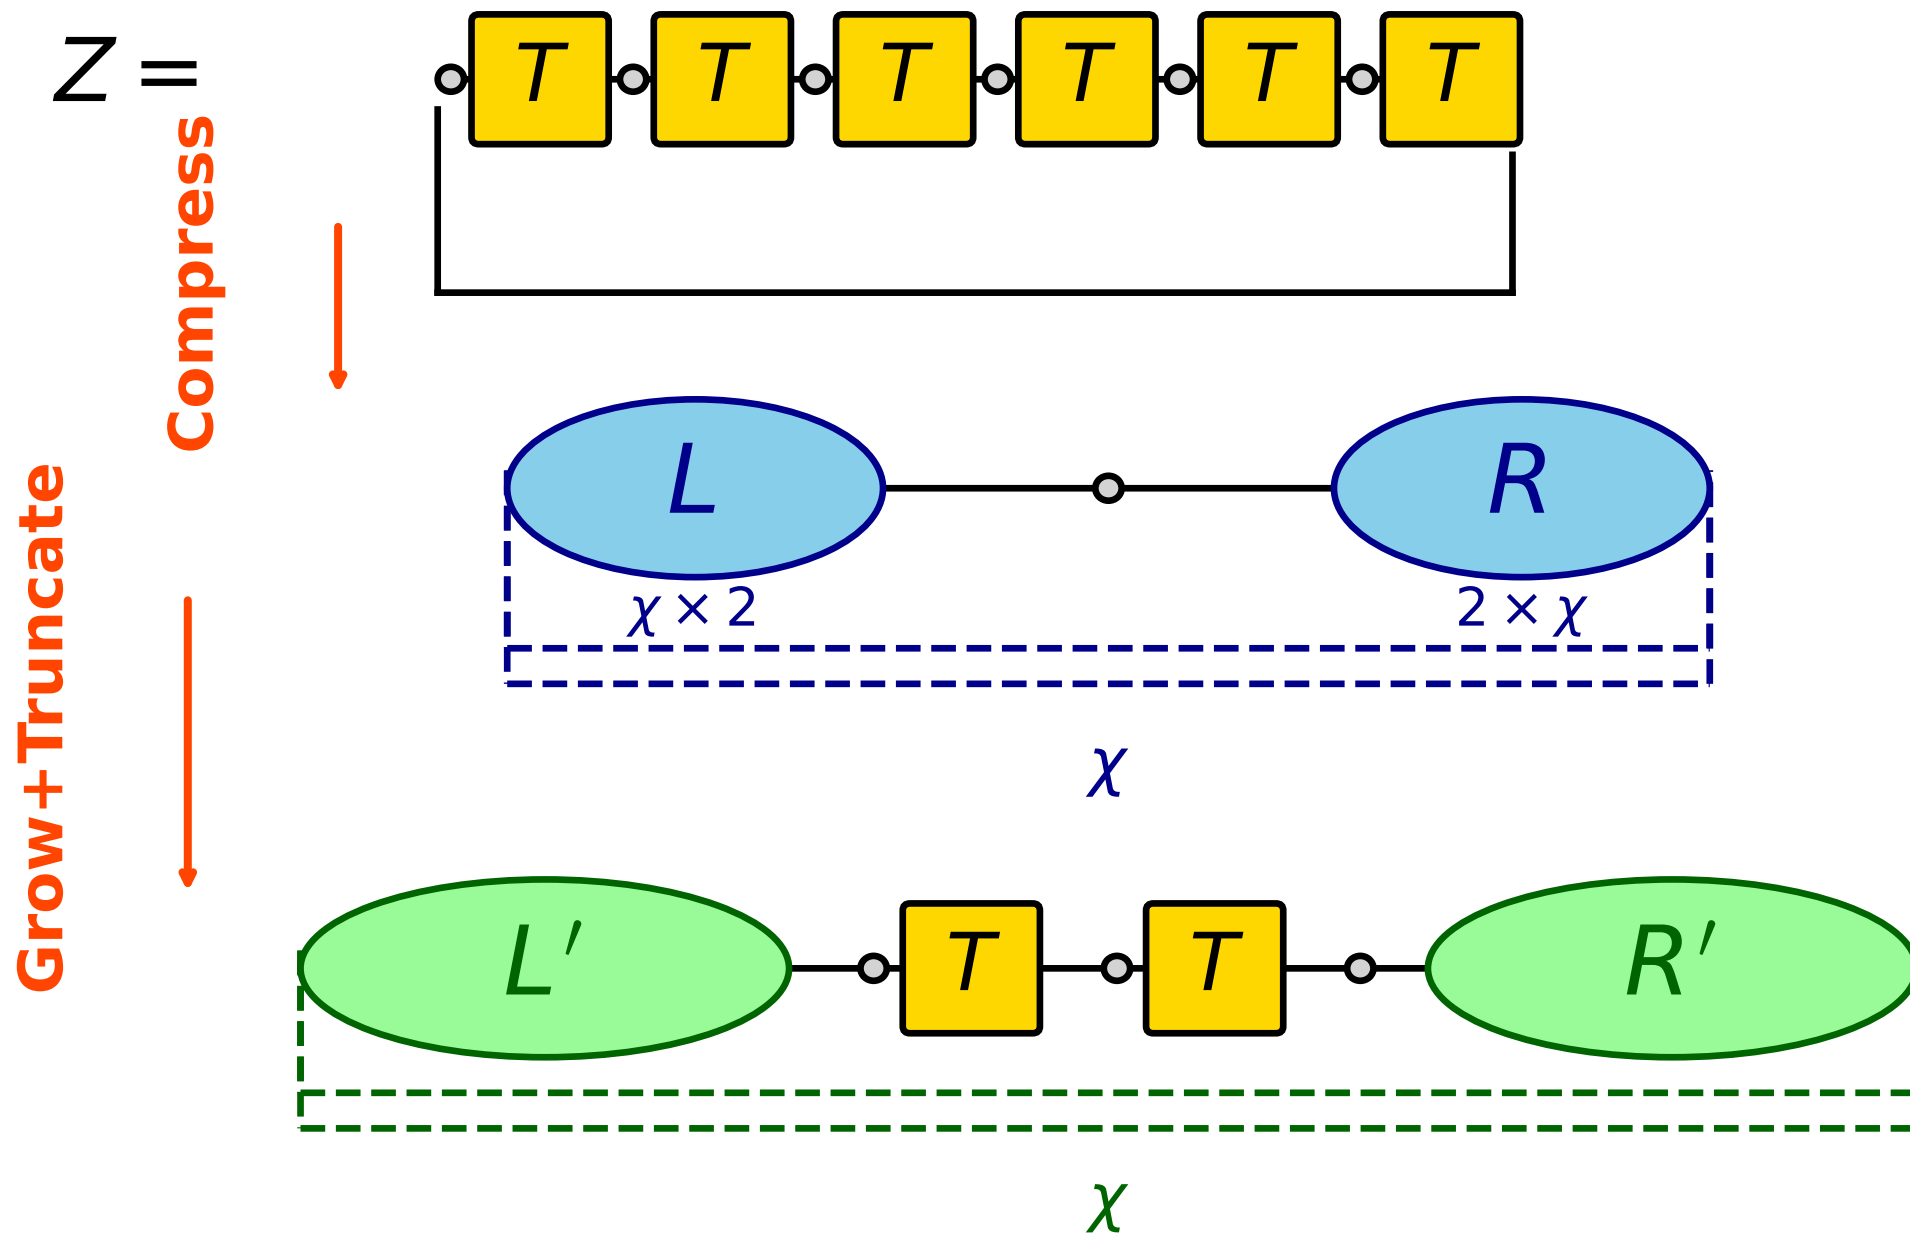 Z =
T T T T T T
Compress
L R
χ × 2 2 × χ
χ
Grow+Truncate
L′ T T R′
χ